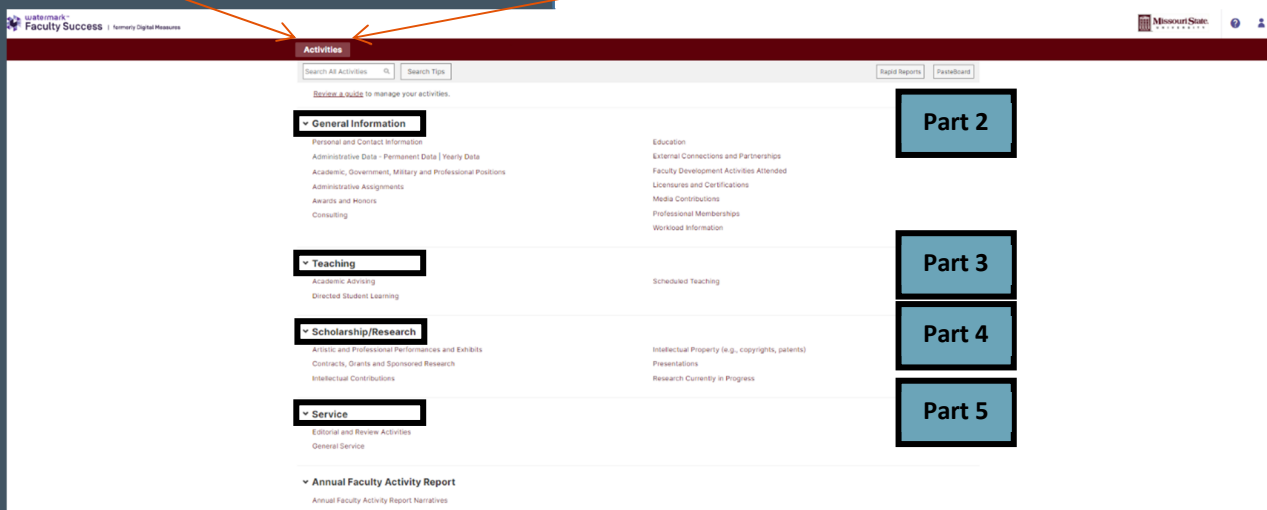 watermark™
Faculty Success | formerly Digital Measures
Missouri State
UNIVERSITY
Activities
Search All Activities
Search Tips
Rapid Reports
PasteBoard
Review a guide to manage your activities.
General Information
Part 2
Personal and Contact Information
Education
Administrative Data - Permanent Data | Yearly Data
External Connections and Partnerships
Academic, Government, Military and Professional Positions
Faculty Development Activities Attended
Administrative Assignments
Licensures and Certifications
Awards and Honors
Media Contributions
Consulting
Professional Memberships
Workload Information
Teaching
Part 3
Academic Advising
Scheduled Teaching
Directed Student Learning
Scholarship/Research
Part 4
Artistic and Professional Performances and Exhibits
Intellectual Property (e.g., copyrights, patents)
Contracts, Grants and Sponsored Research
Presentations
Intellectual Contributions
Research Currently in Progress
Service
Part 5
Editorial and Review Activities
General Service
Annual Faculty Activity Report
Annual Faculty Activity Report Narratives